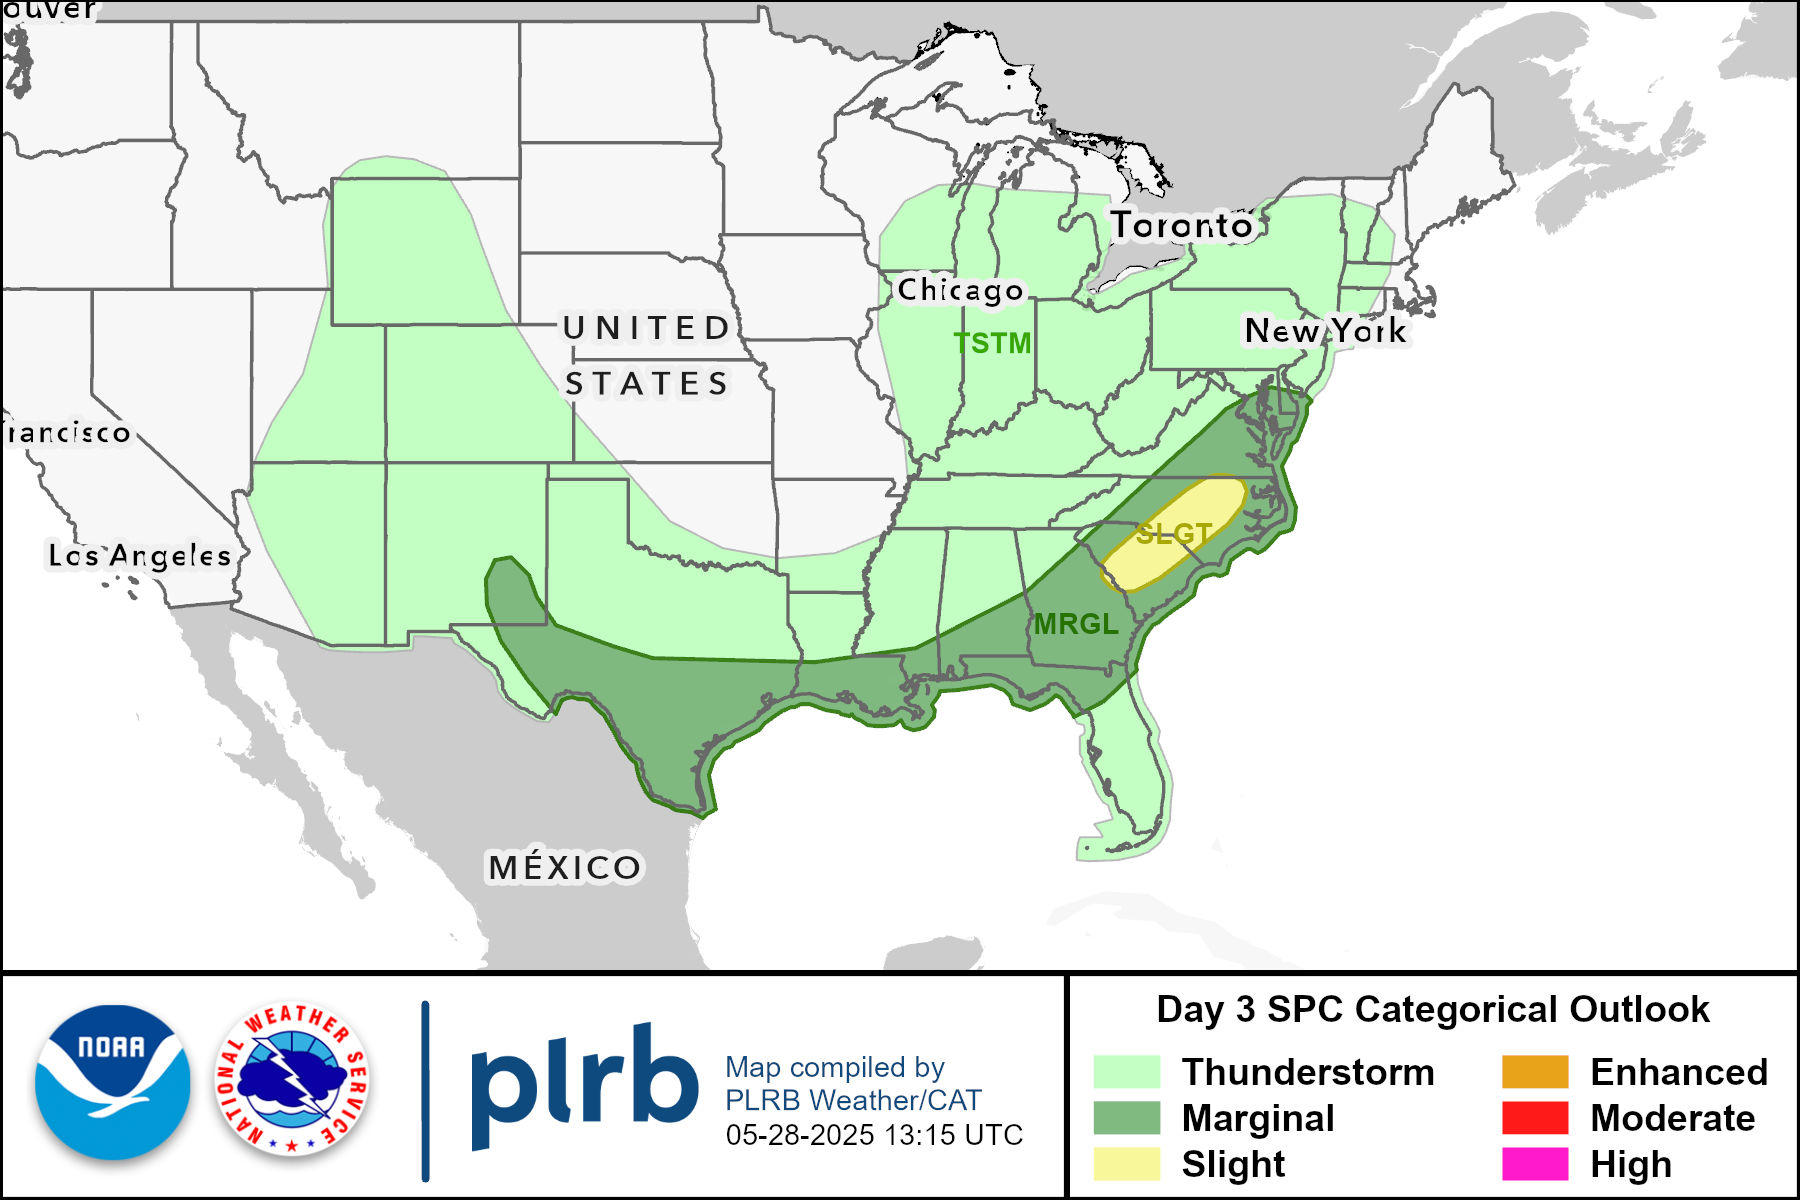 ouver
Toronto
Chicago
UNITED
New York
TSTM
STATES
rancisco
SLGT
Los Angeles
MRGL
MÉXICO
NOAA
NATIONAL WEATHER SERVICE
plrb
Map compiled by
PLRB Weather/CAT
05-28-2025 13:15 UTC
Day 3 SPC Categorical Outlook
Thunderstorm
Enhanced
Marginal
Moderate
Slight
High